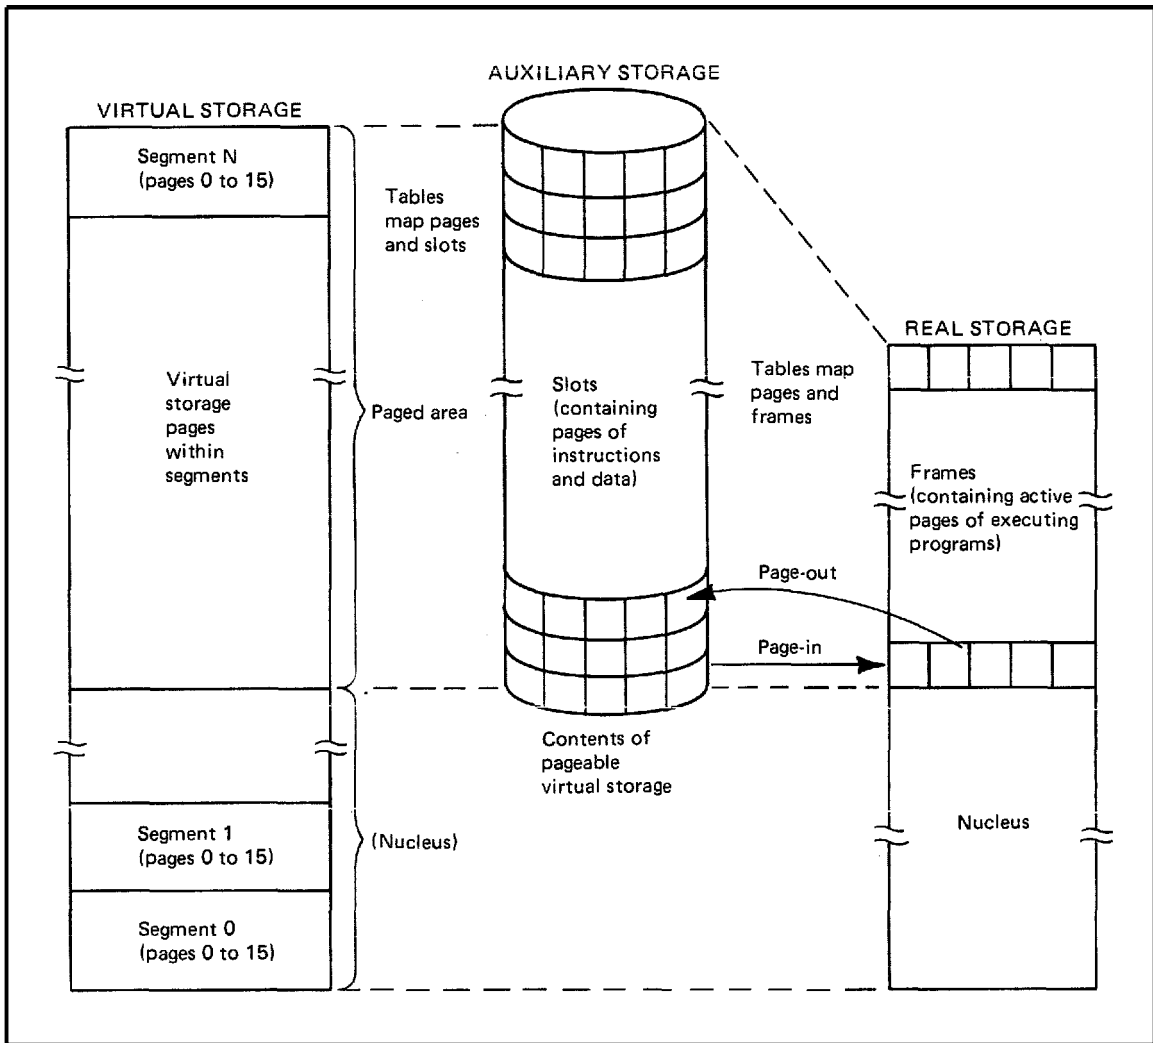 AUXILIARY STORAGE
VIRTUAL STORAGE
Segment N
(pages 0 to 15)
Tables
map pages
and slots
REAL STORAGE
Virtual
storage
pages
within
segments
Paged area
Slots
(containing
pages of
instructions
and data)
Tables map
pages and
frames
Frames
(containing active
pages of executing
programs)
Page-out
Page-in
Contents of
pageable
virtual storage
Segment 1
(pages 0 to 15)
(Nucleus)
Nucleus
Segment 0
(pages 0 to 15)